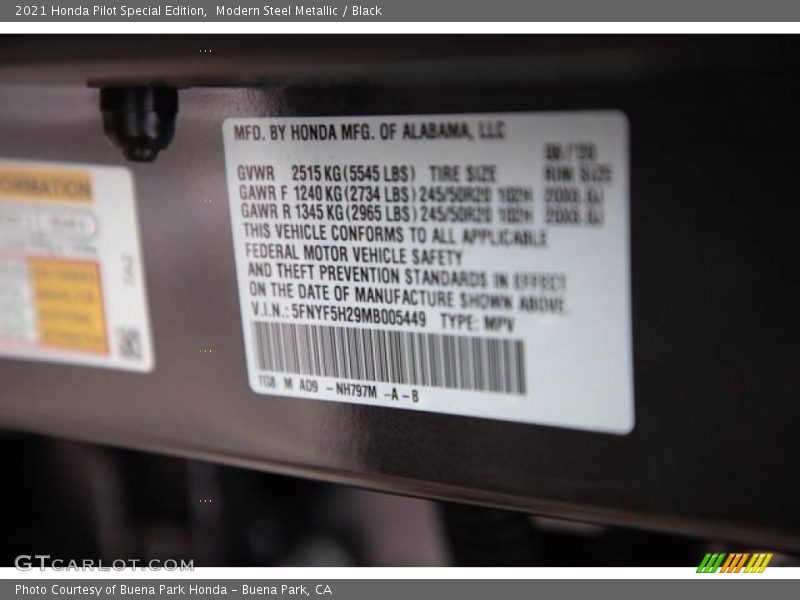 2021 Honda Pilot Special Edition,  Modern Steel Metallic / Black
MFD. BY HONDA MFG. OF ALABAMA, LLC
GVWR 2515 KG (5545 LBS) TIRE SIZE RIM SIZE
GAWR F 1240 KG (2734 LBS) 245/50R20 102H
GAWR R 1345 KG (2965 LBS) 245/50R20 102H
THIS VEHICLE CONFORMS TO ALL APPLICABLE
FEDERAL MOTOR VEHICLE SAFETY
AND THEFT PREVENTION STANDARDS IN EFFECT
ON THE DATE OF MANUFACTURE SHOWN ABOVE.
V.I.N.: 5FNYF5H29MB005449 TYPE: MPV
TG8 M AD9 - NH797M - A - B
GTCARLOT.COM
Photo Courtesy of Buena Park Honda - Buena Park, CA